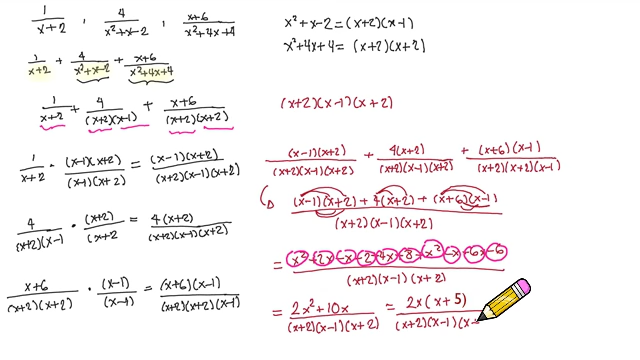 1/(x+2) , 4/(x²+x-2) , (x+6)/(x²+4x+4)
1/(x+2) + 4/(x²+x-2) + (x+6)/(x²+4x+4)
1/(x+2) + 4/((x+2)(x-1)) + (x+6)/((x+2)(x+2))
1/(x+2) · (x-1)(x+2)/((x-1)(x+2)) = (x-1)(x+2)/((x+2)(x-1)(x+2))
4/((x+2)(x-1) · (x+2)/(x+2 = 4(x+2)/((x+2)(x-1)(x+2))
(x+6)/((x+2)(x+2)) · (x-1)/(x-1) = (x+6)(x-1)/((x+2)(x+2)(x-1))
x²+x-2 = (x+2)(x-1)
x²+4x+4 = (x+2)(x+2)
(x+2)(x-1)(x+2)
(x-1)(x+2)/((x+2)(x-1)(x+2)) + 4(x+2)/((x+2)(x-1)(x+2)) + (x+6)(x-1)/((x+2)(x+2)(x-1))
((x-1)(x+2) + 4(x+2) + (x+6)(x-1))/((x+2)(x-1)(x+2))
= (x²+2x-x-2+4x+8+x²-x+6x-6)/((x+2)(x-1)(x+2))
= (2x²+10x)/((x+2)(x-1)(x+2)) = 2x(x+5)/((x+2)(x-1)(x+